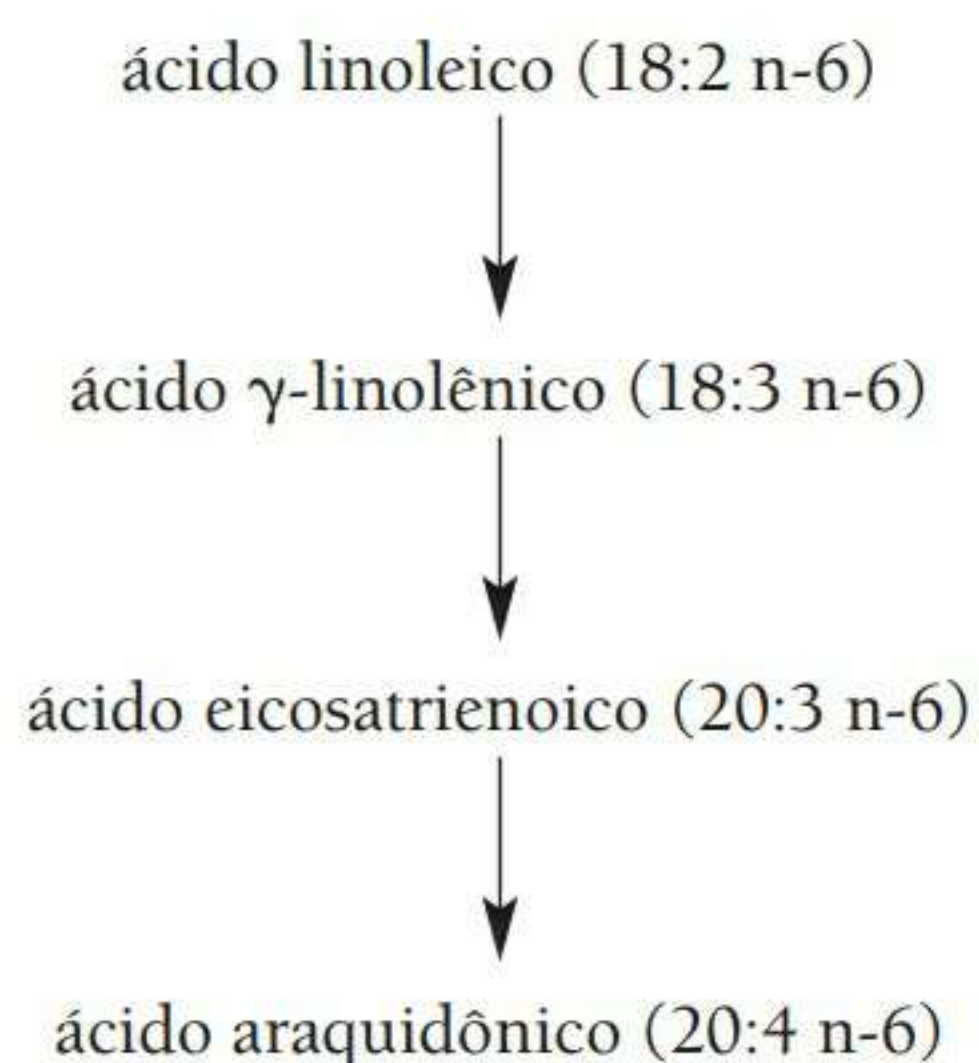 ácido linoleico (18:2 n-6)
ácido γ-linolênico (18:3 n-6)
ácido eicosatrienoico (20:3 n-6)
ácido araquidônico (20:4 n-6)